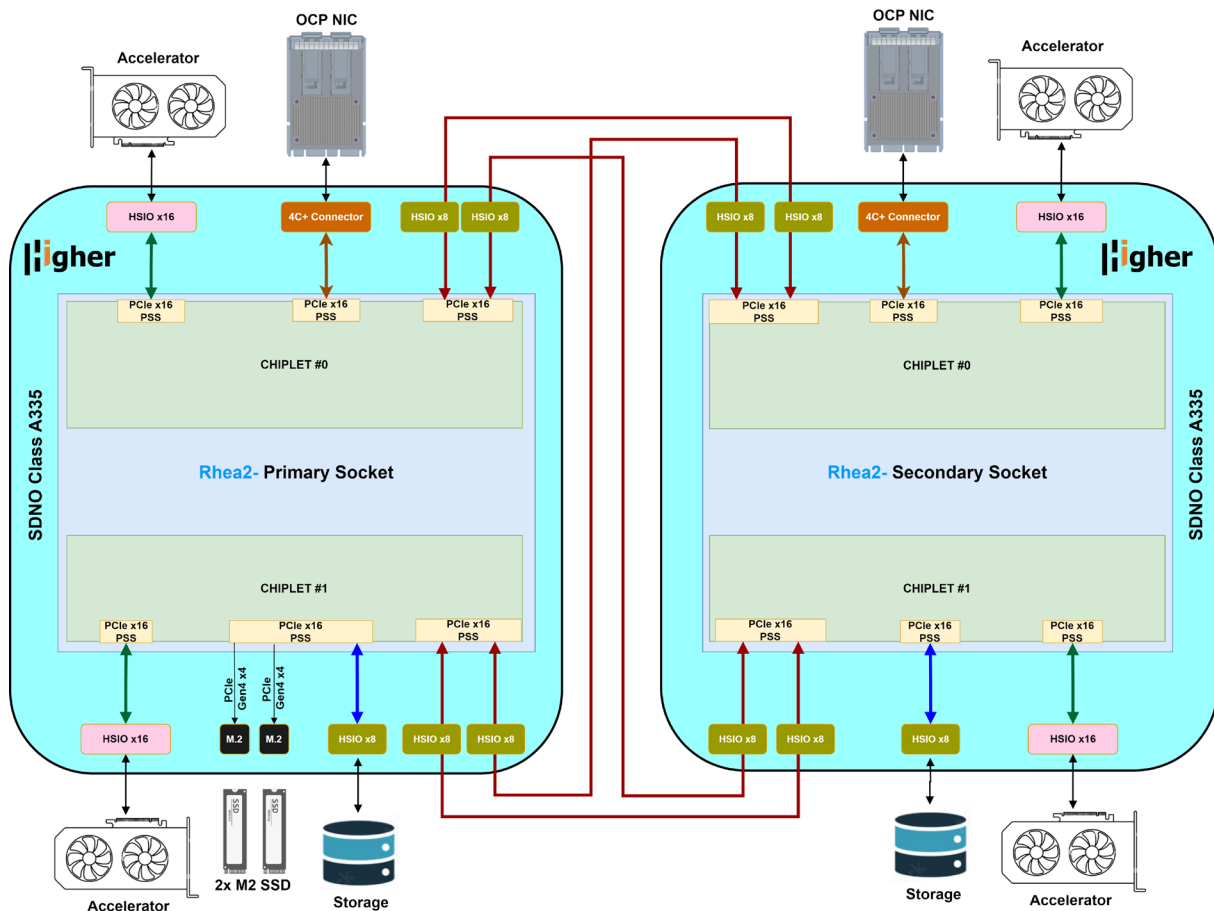 OCP NIC
OCP NIC
Accelerator
Accelerator
HSIO x16
4C+ Connector
HSIO x8
HSIO x8
HSIO x8
HSIO x8
4C+ Connector
HSIO x16
Higher
Higher
PCIe x16
PSS
PCIe x16
PSS
PCIe x16
PSS
PCIe x16
PSS
PCIe x16
PSS
PCIe x16
PSS
CHIPLET #0
CHIPLET #0
SDNO Class A335
Rhea2- Primary Socket
Rhea2- Secondary Socket
SDNO Class A335
CHIPLET #1
CHIPLET #1
PCIe x16
PSS
PCIe x16
PSS
PCIe x16
PSS
PCIe x16
PSS
PCIe x16
PSS
PCIe x16
PSS
PCIe
Gen4 x4
PCIe
Gen4 x4
HSIO x16
M.2
M.2
HSIO x8
HSIO x8
HSIO x8
HSIO x8
HSIO x8
HSIO x8
HSIO x16
SSD
SSD
2x M2 SSD
Storage
Accelerator
Storage
Accelerator